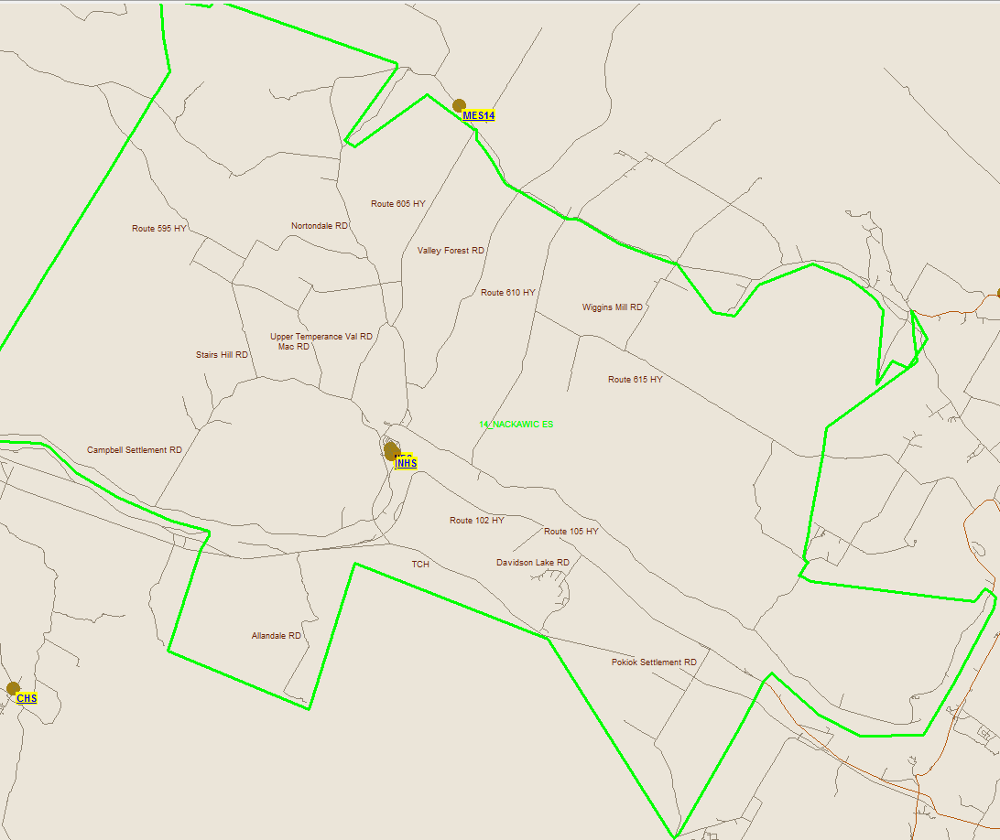 MES14
Route 605 HY
Route 595 HY
Nortondale RD
Valley Forest RD
Route 610 HY
Wiggins Mill RD
Upper Temperance Val RD
Mac RD
Stairs Hill RD
Route 615 HY
14_NACKAWIC ES
Campbell Settlement RD
NHS
Route 102 HY
Route 105 HY
Davidson Lake RD
TCH
Allandale RD
Pokiok Settlement RD
CHS